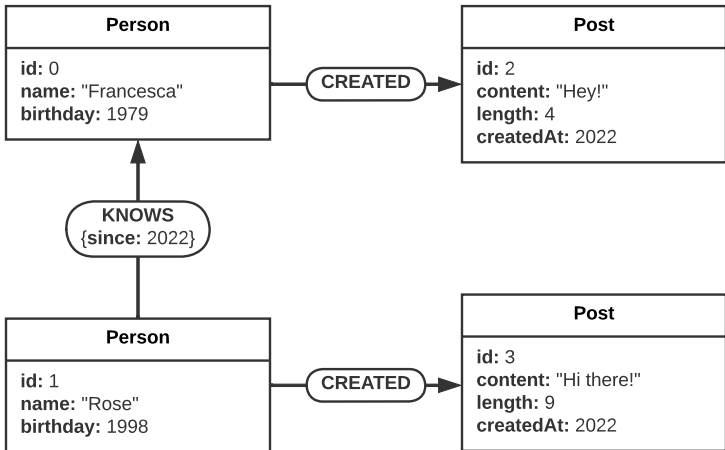 Person
id: 0
name: "Francesca"
birthday: 1979
CREATED
Post
id: 2
content: "Hey!"
length: 4
createdAt: 2022
KNOWS
{since: 2022}
Person
id: 1
name: "Rose"
birthday: 1998
CREATED
Post
id: 3
content: "Hi there!"
length: 9
createdAt: 2022